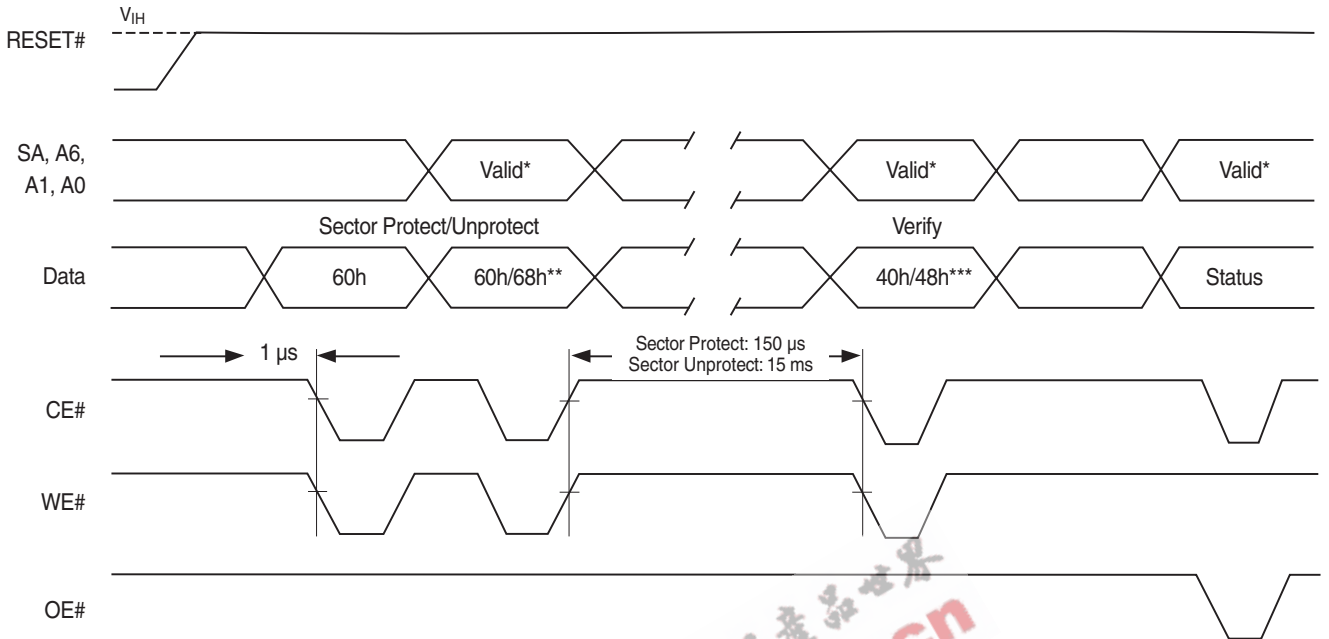 VIH
RESET#
SA, A6,
A1, A0
Valid*
Valid*
Valid*
Sector Protect/Unprotect
Verify
Data
60h
60h/68h**
40h/48h***
Status
1 µs
Sector Protect: 150 µs
Sector Unprotect: 15 ms
CE#
WE#
OE#